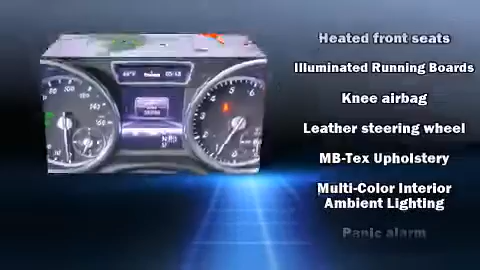 Heated front seats
Illuminated Running Boards
Knee airbag
Leather steering wheel
MB-Tex Upholstery
Multi-Color Interior
Ambient Lighting
Panic alarm